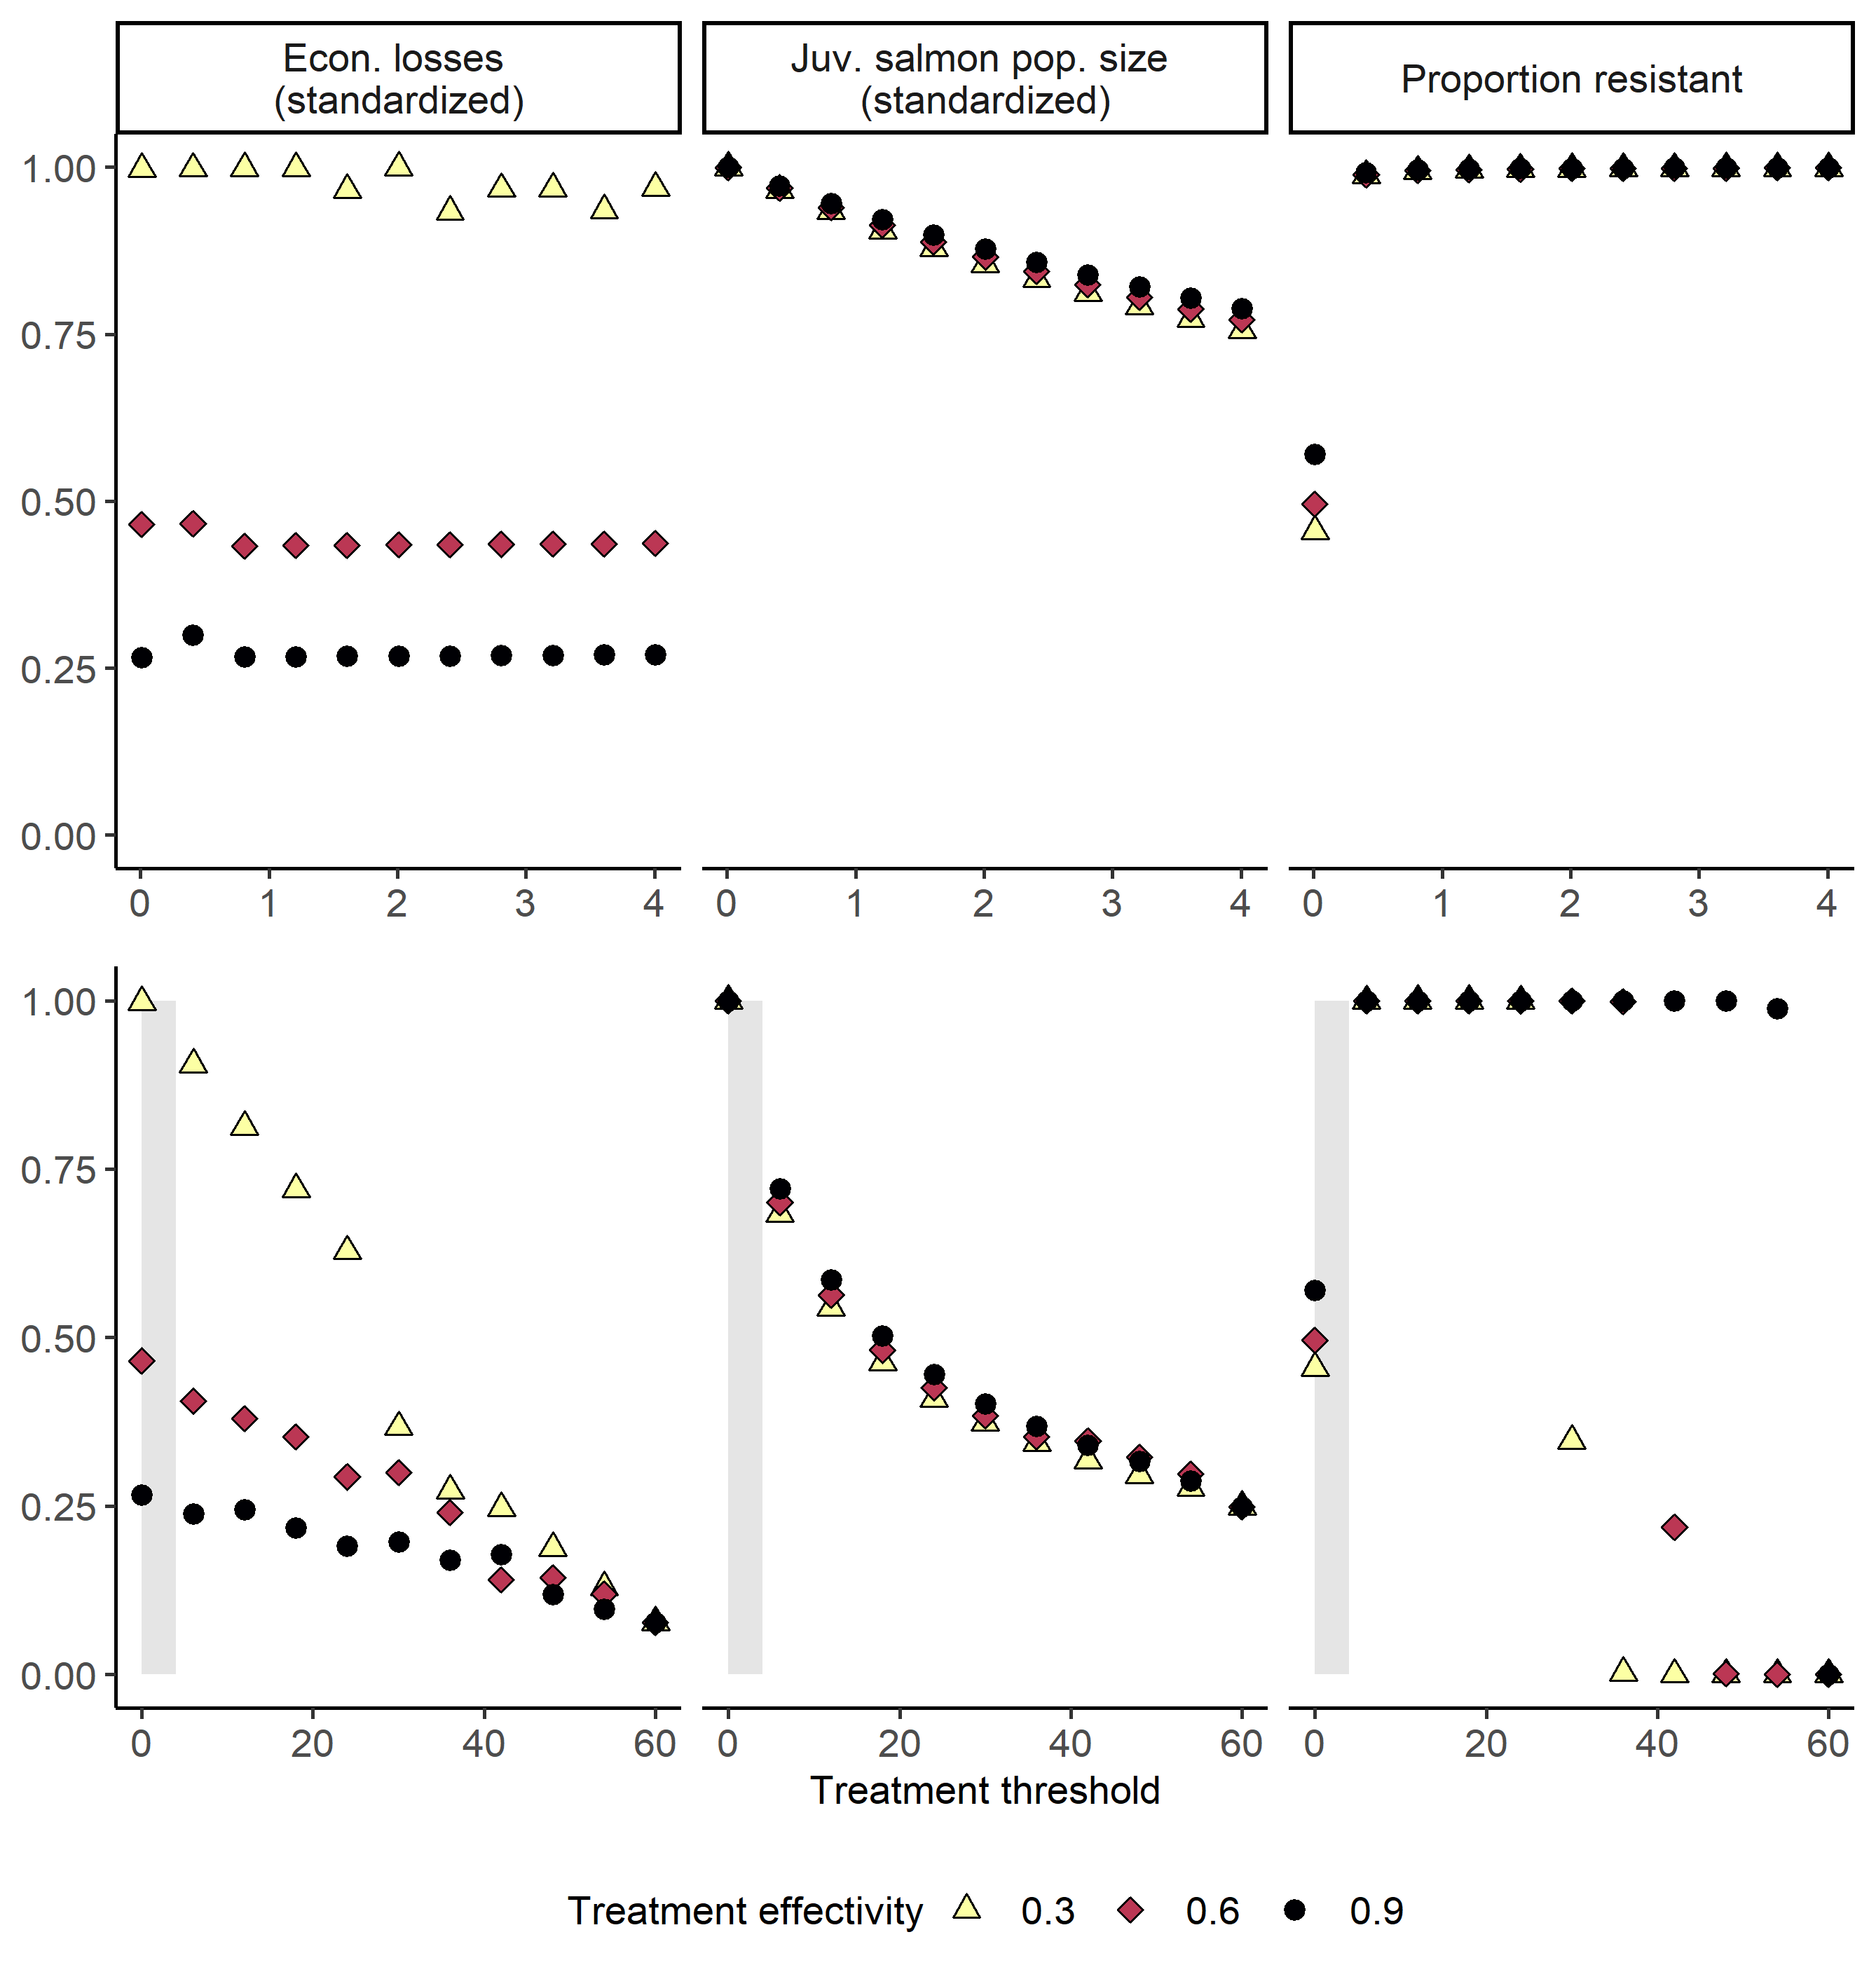 Econ. losses
(standardized)
Juv. salmon pop. size
(standardized)
Proportion resistant
1.00
0.75
0.50
0.25
0.00
0 1 2 3 4
0 1 2 3 4
0 1 2 3 4
1.00
0.75
0.50
0.25
0.00
0 20 40 60
0 20 40 60
0 20 40 60
Treatment threshold
Treatment effectivity 0.3 0.6 0.9